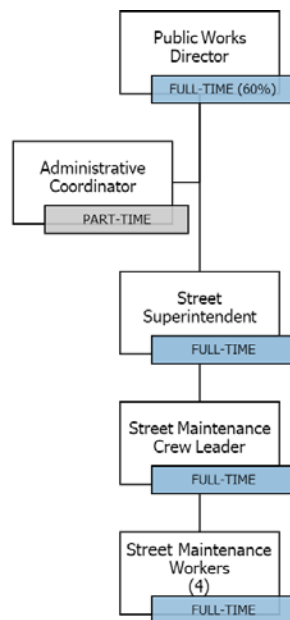 Public Works
Director
FULL-TIME (60%)
Administrative
Coordinator
PART-TIME
Street
Superintendent
FULL-TIME
Street Maintenance
Crew Leader
FULL-TIME
Street Maintenance
Workers
(4)
FULL-TIME